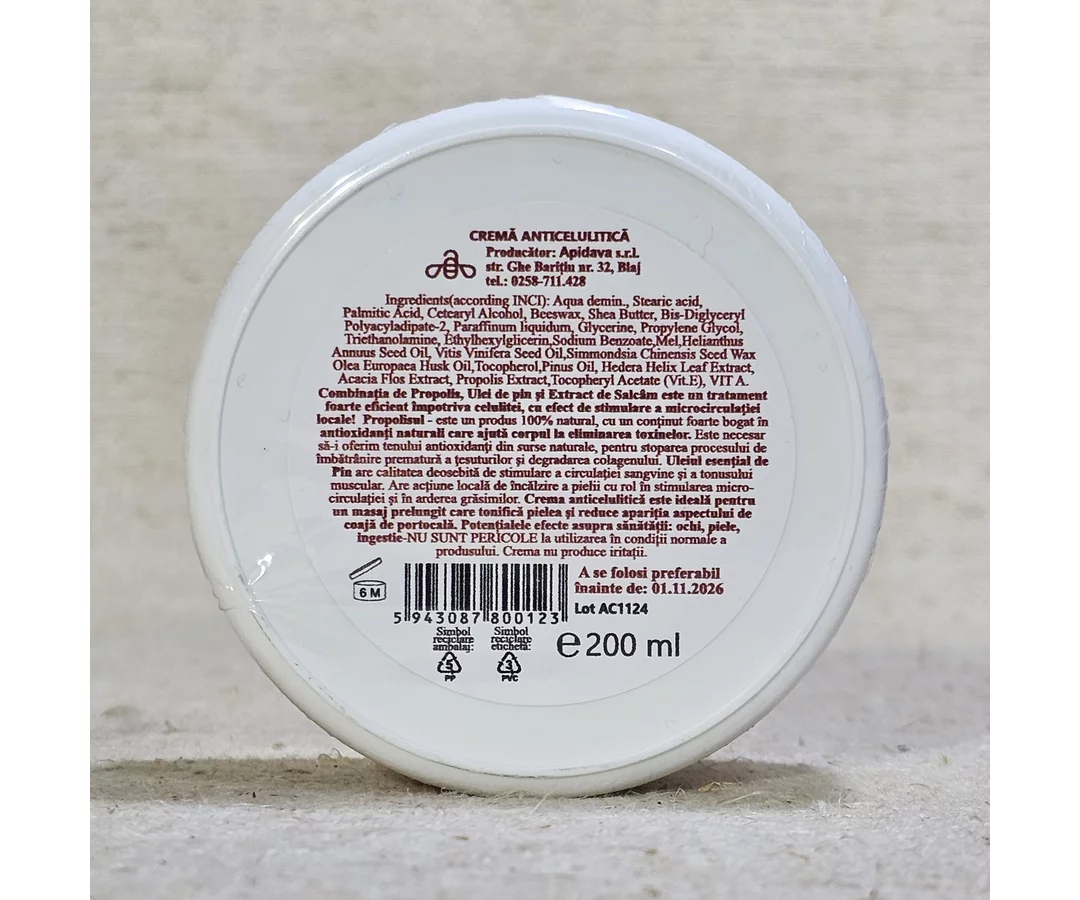 CREMĂ ANTICELULITICĂ
Producător: Apidava s.r.l.
str. Ghe Barițiu nr. 32, Blaj
tel.: 0258-711.428
Ingredients(according INCI): Aqua demin., Stearic acid,
Palmitic Acid, Cetearyl Alcohol, Beeswax, Shea Butter, Bis-Diglyceryl
Polyacyladipate-2, Paraffinum liquidum, Glycerine, Propylene Glycol,
Triethanolamine, Ethylhexylglicerin,Sodium Benzoate,Mel,Helianthus
Annuus Seed Oil, Vitis Vinifera Seed Oil,Simmondsia Chinensis Seed Wax
Olea Europaea Husk Oil,Tocopherol,Pinus Oil, Hedera Helix Leaf Extract,
Acacia Flos Extract, Propolis Extract,Tocopheryl Acetate (Vit.E), VIT A.
Combinația de Propolis, Ulei de pin și Extract de Salcâm este un tratament
foarte eficient împotriva celulitei, cu efect de stimulare a microcirculației
locale! Propolisul - este un produs 100% natural, cu un conținut foarte bogat în
antioxidanți naturali care ajută corpul la eliminarea toxinelor. Este necesar
să-i oferim tenului antioxidanți din surse naturale, pentru stoparea procesului de
îmbătrânire prematură a țesuturilor și degradarea colagenului. Uleiul esențial de
Pin are calitatea deosebită de stimulare a circulației sangvine și a tonusului
muscular. Are acțiune locală de încălzire a pielii cu rol în stimularea micro-
circulației și în arderea grăsimilor. Crema anticelulitică este ideală pentru
un masaj prelungit care tonifică pielea și reduce apariția aspectului de
coajă de portocală. Potențialele efecte asupra sănătății: ochi, piele,
ingestie-NU SUNT PERICOLE la utilizarea în condiții normale a
produsului. Crema nu produce iritații.
6 M
5 943087 800123
A se folosi preferabil
înainte de: 01.11.2026
Lot AC1124
Simbol
reciclare
ambalaj:
5
PP
Simbol
reciclare
etichetă:
3
PVC
℮ 200 ml